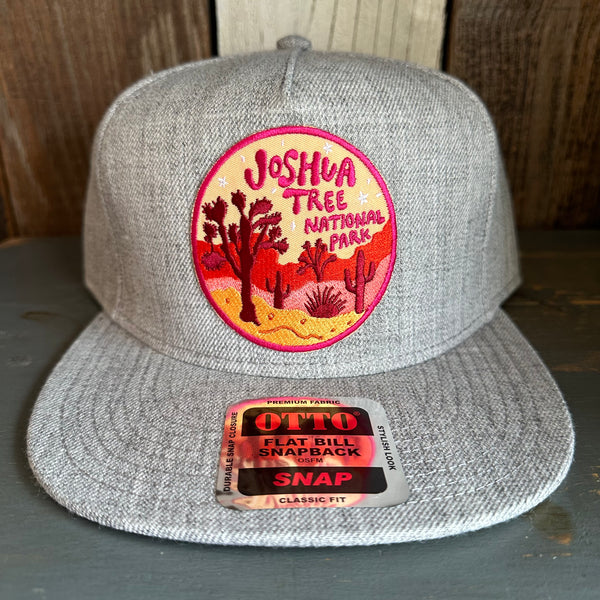 JOSHUA
TREE
NATIONAL
PARK
PREMIUM FABRIC
OTTO®
FLAT BILL
SNAPBACK
OSFM
SNAP
CLASSIC FIT
DURABLE SNAP CLOSURE
STYLISH LOOK